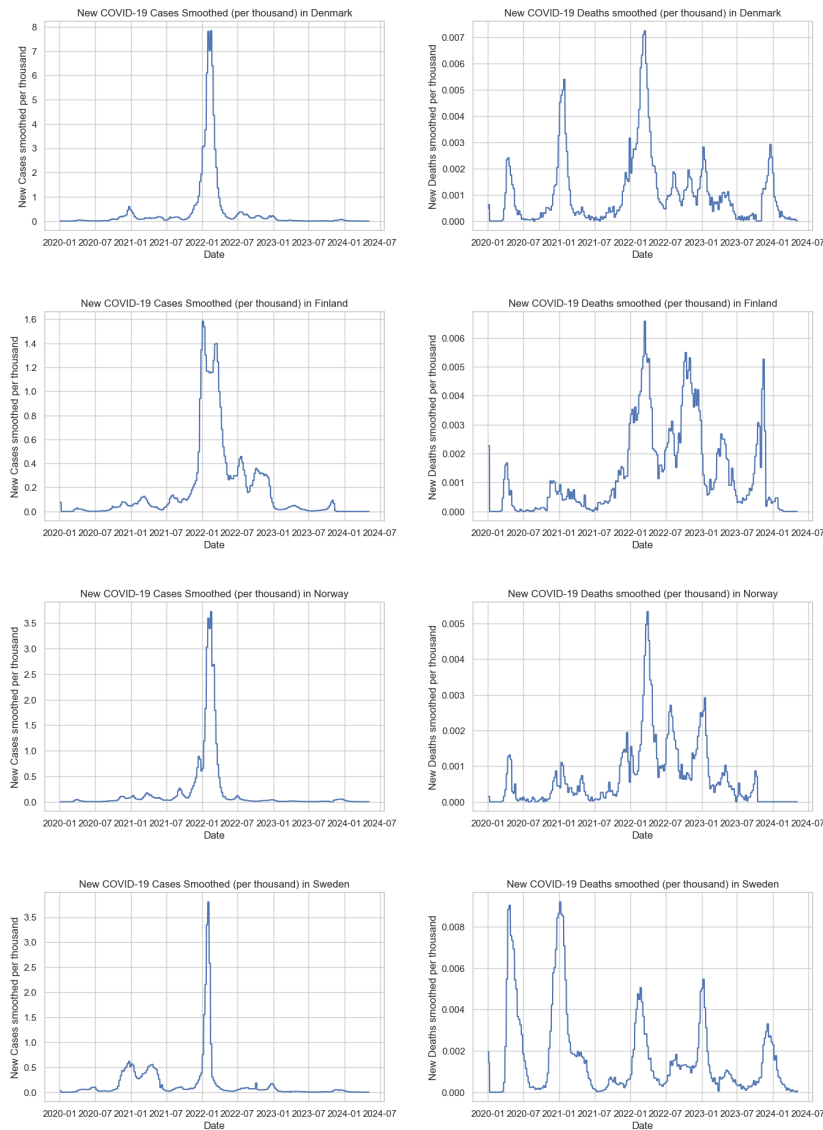 New COVID-19 Cases Smoothed (per thousand) in Denmark
New Cases smoothed per thousand
8
7
6
5
4
3
2
1
0
2020-01 2020-07 2021-01 2021-07 2022-01 2022-07 2023-01 2023-07 2024-01 2024-07
Date
New COVID-19 Deaths smoothed (per thousand) in Denmark
New Deaths smoothed per thousand
0.007
0.006
0.005
0.004
0.003
0.002
0.001
0.000
2020-01 2020-07 2021-01 2021-07 2022-01 2022-07 2023-01 2023-07 2024-01 2024-07
Date
New COVID-19 Cases Smoothed (per thousand) in Finland
New Cases smoothed per thousand
1.6
1.4
1.2
1.0
0.8
0.6
0.4
0.2
0.0
2020-01 2020-07 2021-01 2021-07 2022-01 2022-07 2023-01 2023-07 2024-01 2024-07
Date
New COVID-19 Deaths smoothed (per thousand) in Finland
New Deaths smoothed per thousand
0.006
0.005
0.004
0.003
0.002
0.001
0.000
2020-01 2020-07 2021-01 2021-07 2022-01 2022-07 2023-01 2023-07 2024-01 2024-07
Date
New COVID-19 Cases Smoothed (per thousand) in Norway
New Cases smoothed per thousand
3.5
3.0
2.5
2.0
1.5
1.0
0.5
0.0
2020-01 2020-07 2021-01 2021-07 2022-01 2022-07 2023-01 2023-07 2024-01 2024-07
Date
New COVID-19 Deaths smoothed (per thousand) in Norway
New Deaths smoothed per thousand
0.005
0.004
0.003
0.002
0.001
0.000
2020-01 2020-07 2021-01 2021-07 2022-01 2022-07 2023-01 2023-07 2024-01 2024-07
Date
New COVID-19 Cases Smoothed (per thousand) in Sweden
New Cases smoothed per thousand
3.5
3.0
2.5
2.0
1.5
1.0
0.5
0.0
2020-01 2020-07 2021-01 2021-07 2022-01 2022-07 2023-01 2023-07 2024-01 2024-07
Date
New COVID-19 Deaths smoothed (per thousand) in Sweden
New Deaths smoothed per thousand
0.008
0.006
0.004
0.002
0.000
2020-01 2020-07 2021-01 2021-07 2022-01 2022-07 2023-01 2023-07 2024-01 2024-07
Date